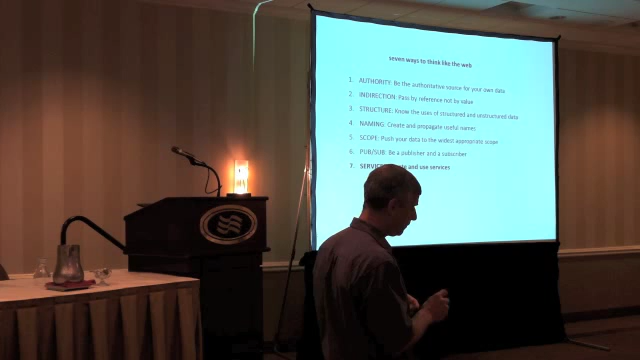 seven ways to think like the web
1. AUTHORITY: Be the authoritative source for your own data
2. INDIRECTION: Pass by reference not by value
3. STRUCTURE: Know the uses of structured and unstructured data
4. NAMING: Create and propagate useful names
5. SCOPE: Push your data to the widest appropriate scope
6. PUB/SUB: Be a publisher and a subscriber
7. SERVICE and use services